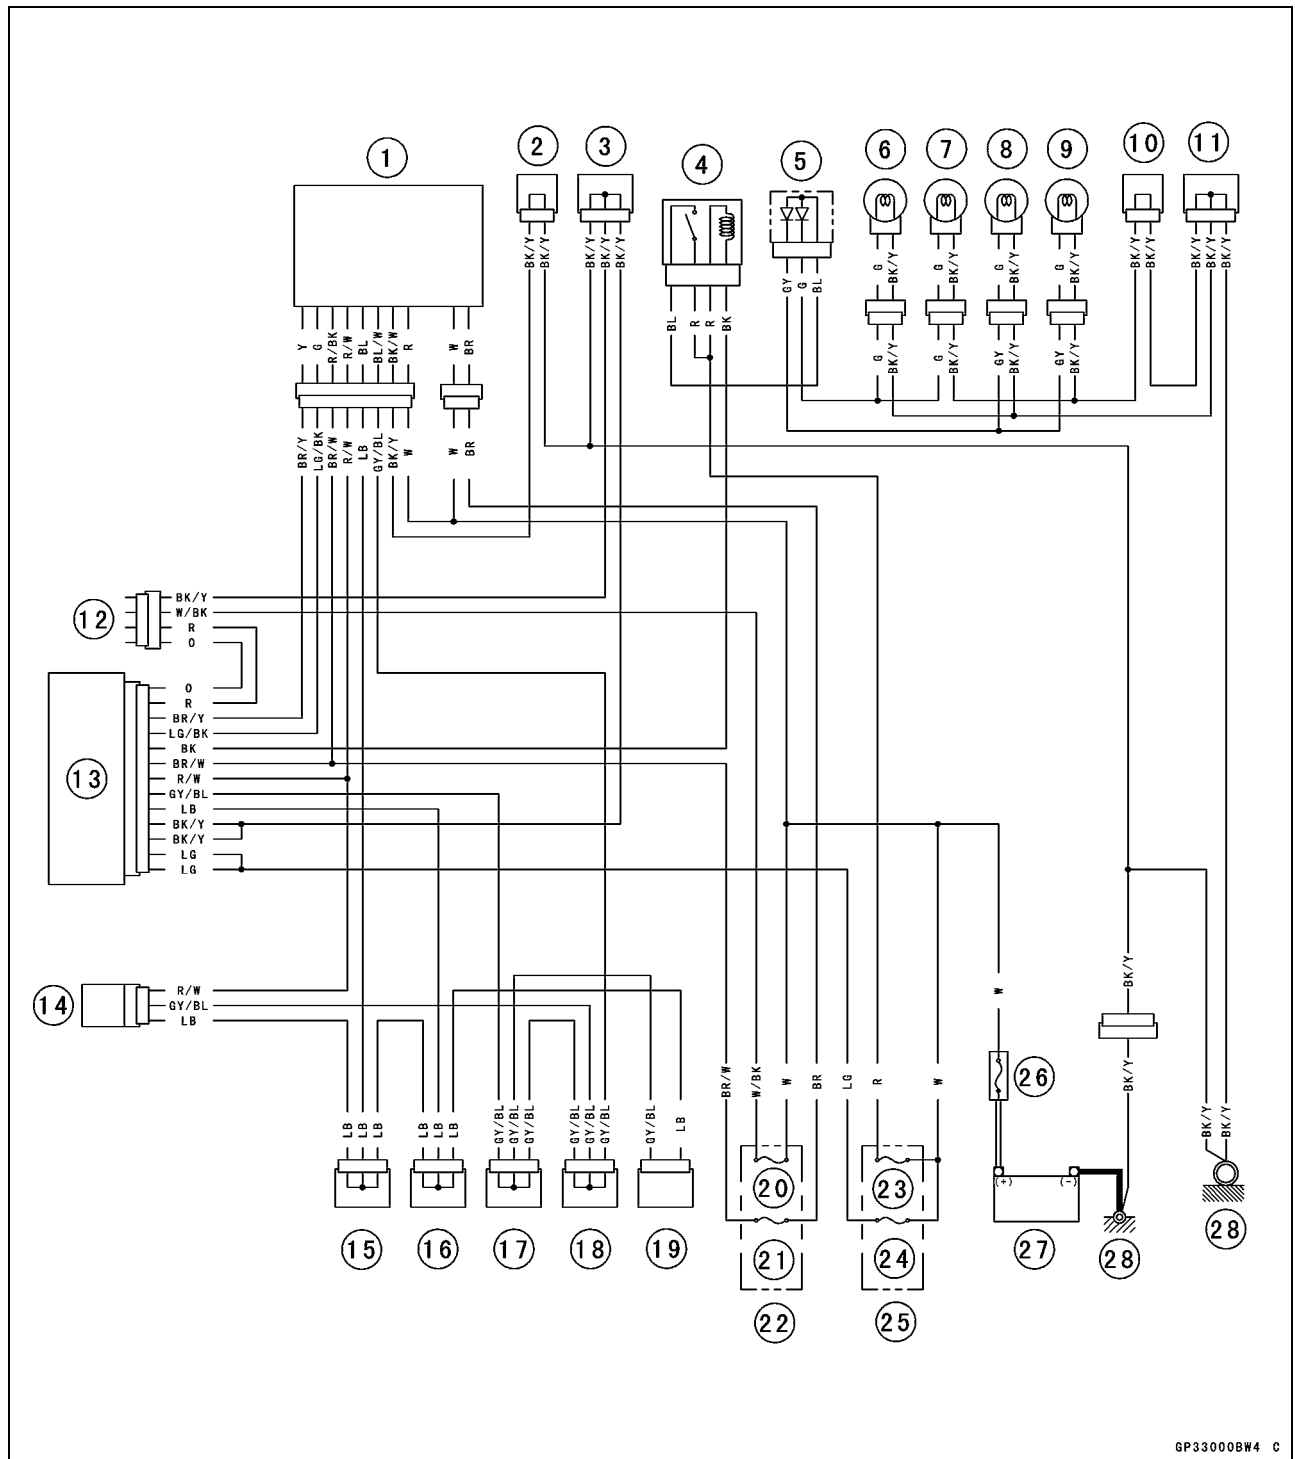 1 2 3 4 5 6 7 8 9 10 11
BK/Y BK/Y BK/Y BK/Y BK/Y GY G BL G BK/Y G BK/Y G BK/Y G BK/Y BK/Y BK/Y BK/Y BK/Y BK/Y
Y G R/BK R/W BL BL/W BK/W R W BR BL R R BK
G BK/Y G BK/Y GY BK/Y GY BK/Y
BR/Y LG/BK BR/W R/W LB GY/BL BK/Y W W BR
12
BK/Y
W/BK
R
O
13
O
R
BR/Y
LG/BK
BK
BR/W
R/W
GY/BL
LB
BK/Y
BK/Y
LG
LG
14
R/W
GY/BL
LB
W BK/Y
26
BR/W W/BK W BR LG R W BK/Y
LB LB LB LB LB LB GY/BL GY/BL GY/BL GY/BL GY/BL GY/BL GY/BL LB BK/Y BK/Y
(+) (-)
20 23
15 16 17 18 19 21 24 27 28 28
22 25
GP33000BW4 C